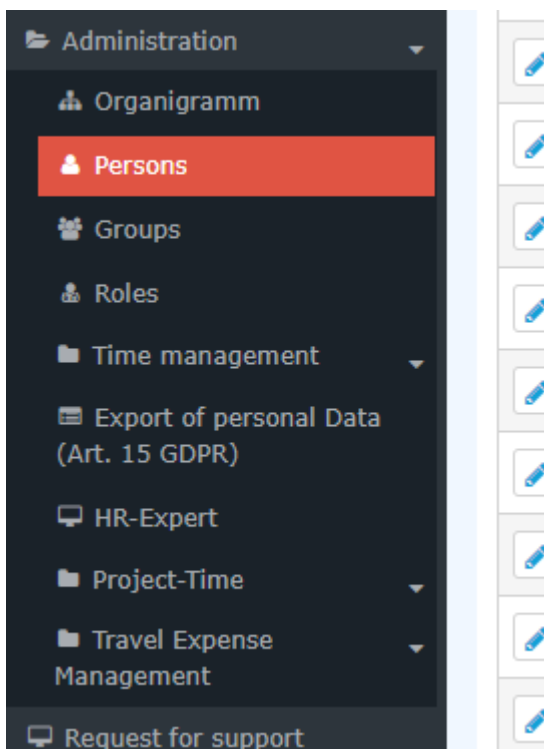 Administration
Organigramm
Persons
Groups
Roles
Time management
Export of personal Data
(Art. 15 GDPR)
HR-Expert
Project-Time
Travel Expense
Management
Request for support